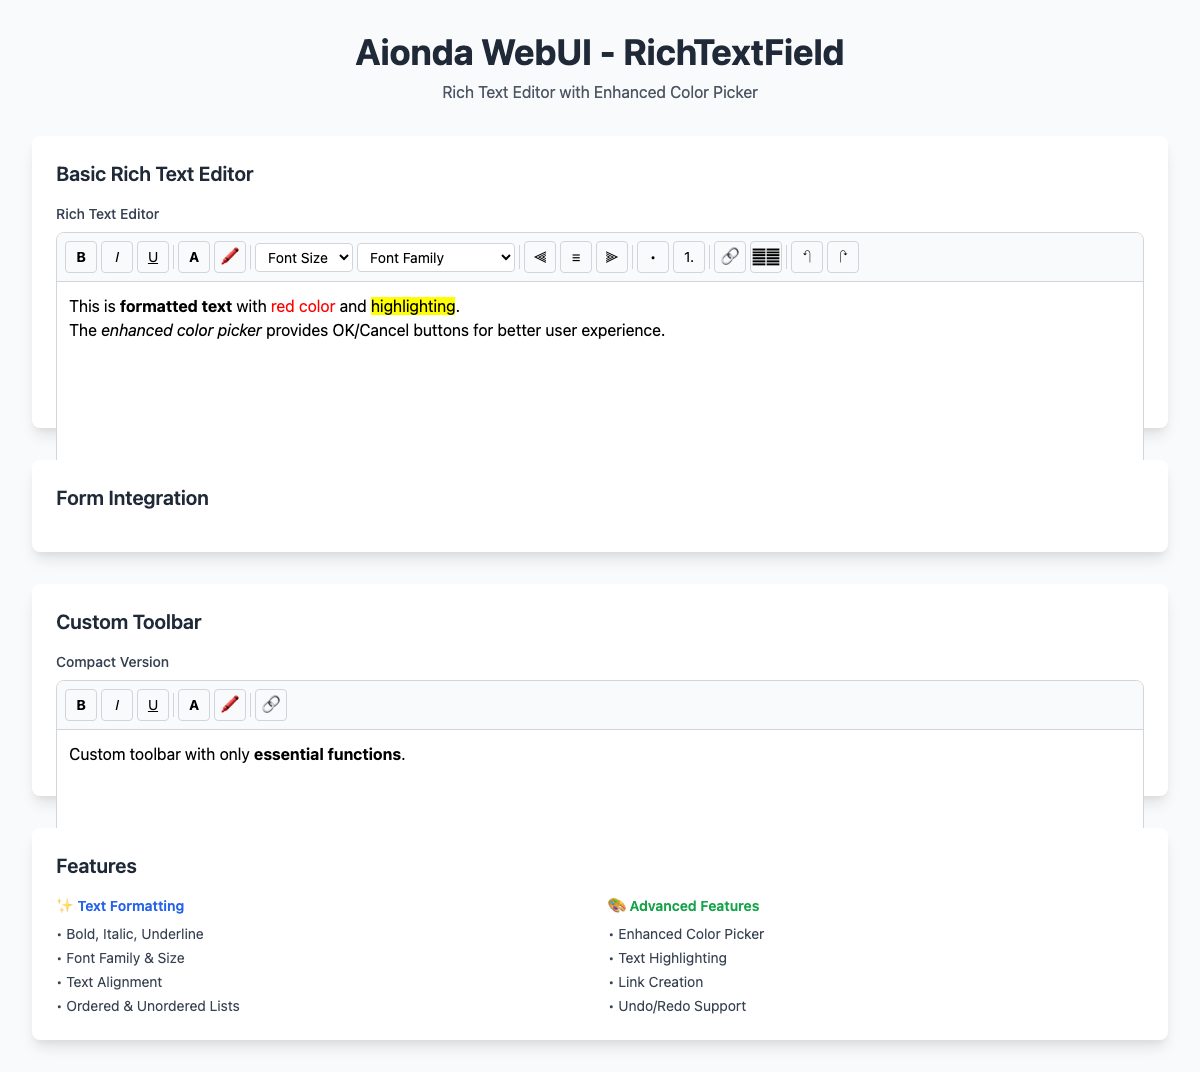 Aionda WebUI - RichTextField
Rich Text Editor with Enhanced Color Picker
Basic Rich Text Editor
Rich Text Editor
B I U A Font Size Font Family ≡ • 1.
This is formatted text with red color and highlighting.
The enhanced color picker provides OK/Cancel buttons for better user experience.
Form Integration
Custom Toolbar
Compact Version
B I U A
Custom toolbar with only essential functions.
Features
✨ Text Formatting
• Bold, Italic, Underline
• Font Family & Size
• Text Alignment
• Ordered & Unordered Lists
🎨 Advanced Features
• Enhanced Color Picker
• Text Highlighting
• Link Creation
• Undo/Redo Support